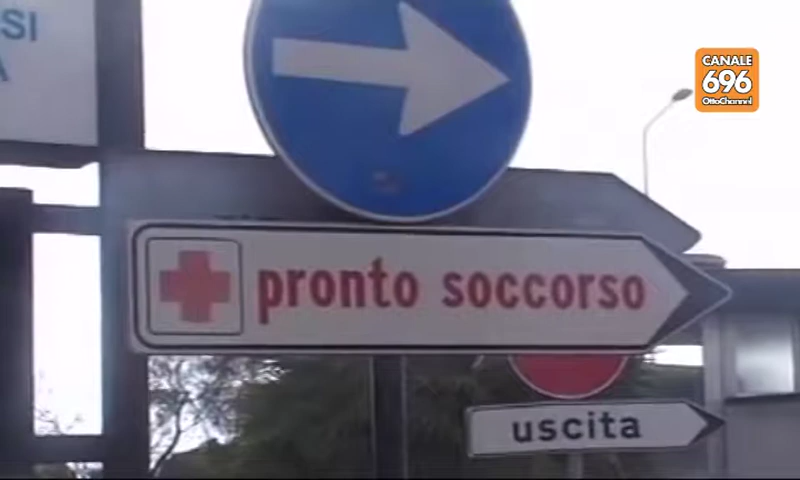 SI
A
CANALE
696
OttoChannel
pronto soccorso
uscita